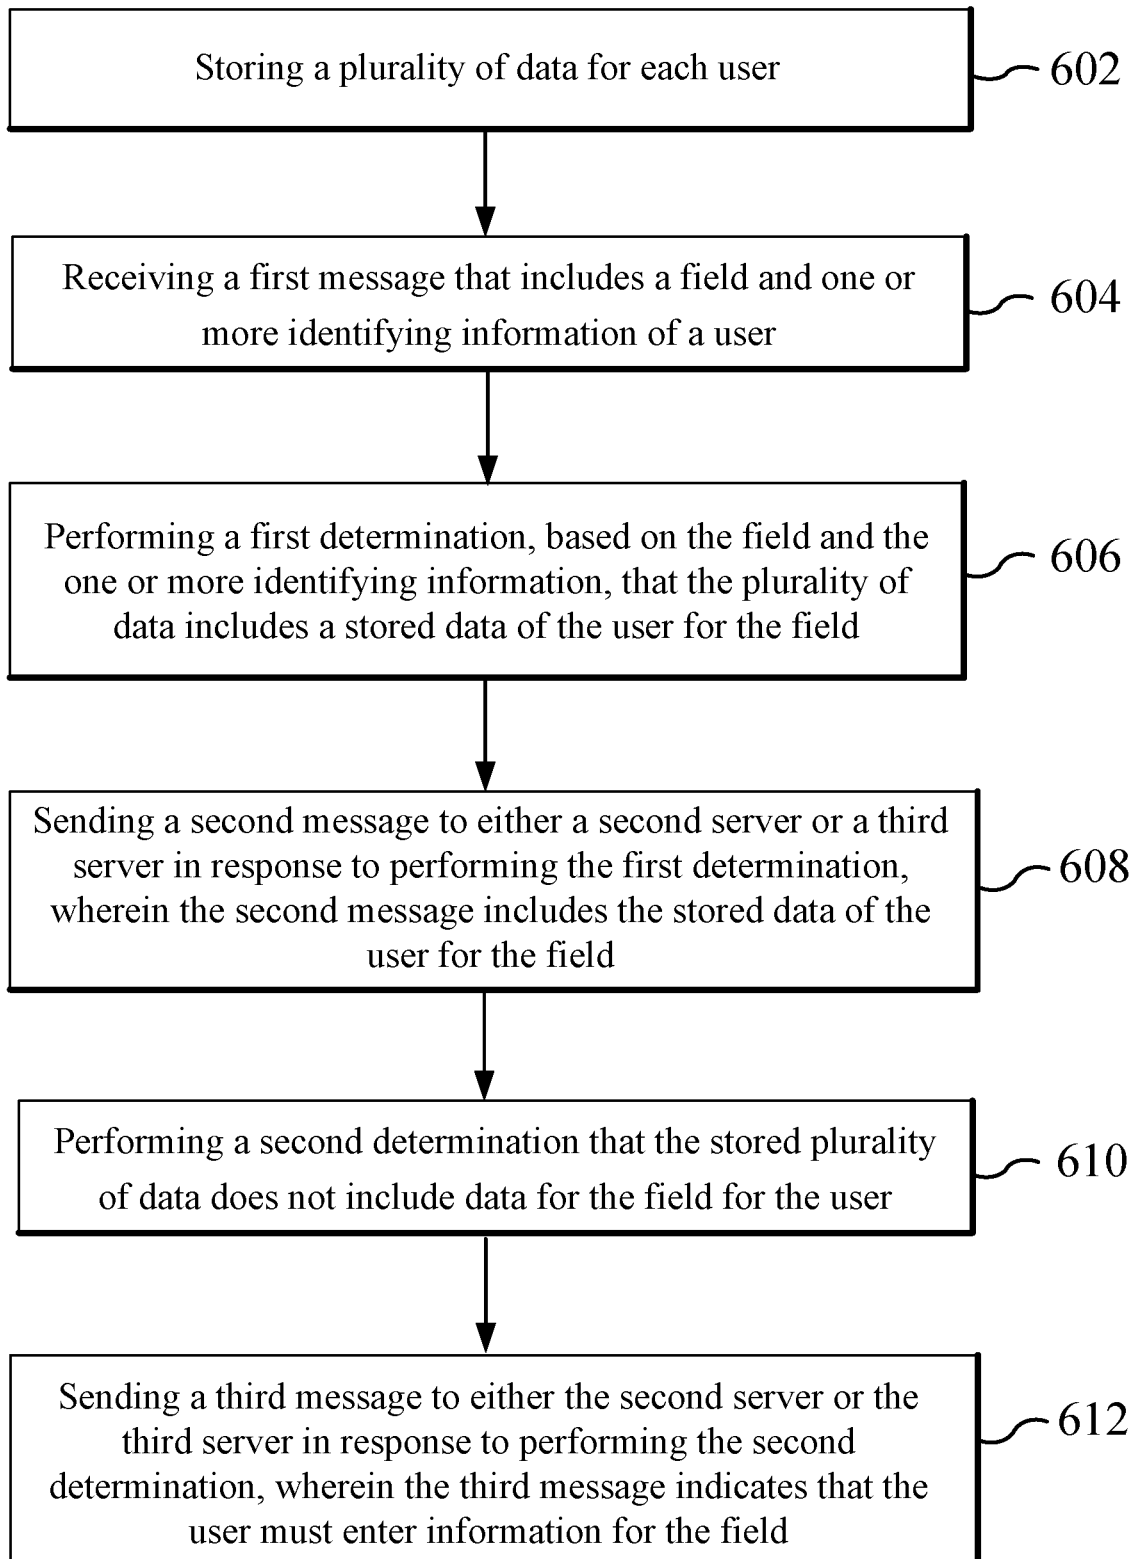 Storing a plurality of data for each user
602
Receiving a first message that includes a field and one or
more identifying information of a user
604
Performing a first determination, based on the field and the
one or more identifying information, that the plurality of
data includes a stored data of the user for the field
606
Sending a second message to either a second server or a third
server in response to performing the first determination,
wherein the second message includes the stored data of the
user for the field
608
Performing a second determination that the stored plurality
of data does not include data for the field for the user
610
Sending a third message to either the second server or the
third server in response to performing the second
determination, wherein the third message indicates that the
user must enter information for the field
612